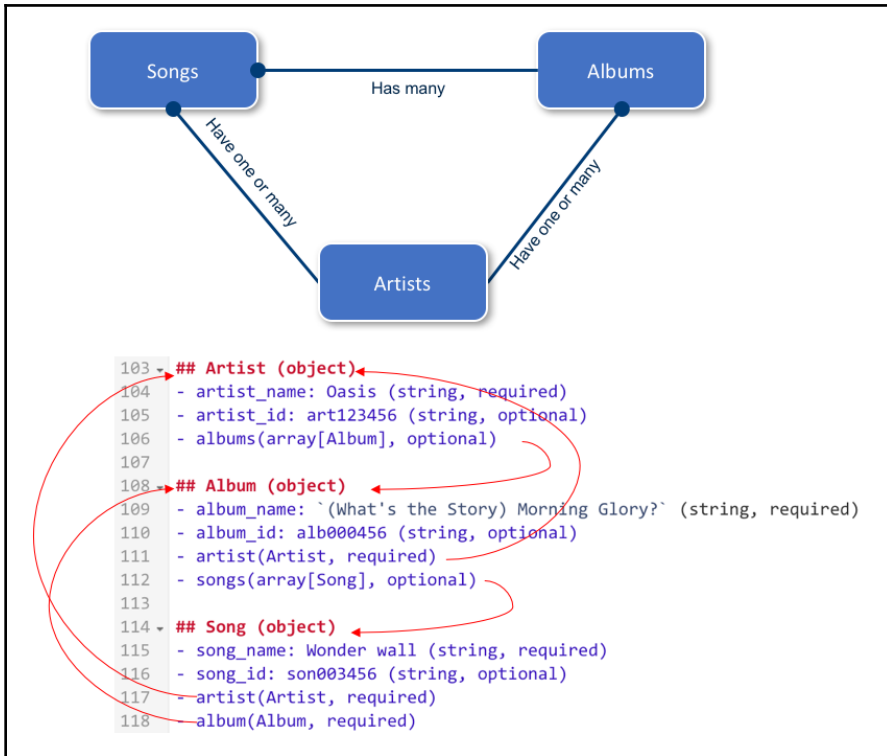 Songs
Albums
Has many
Have one or many
Have one or many
Artists
103 ## Artist (object)
104 - artist_name: Oasis (string, required)
105 - artist_id: art123456 (string, optional)
106 - albums(array[Album], optional)
107
108 ## Album (object)
109 - album_name: `(What's the Story) Morning Glory?` (string, required)
110 - album_id: alb000456 (string, optional)
111 - artist(Artist, required)
112 - songs(array[Song], optional)
113
114 ## Song (object)
115 - song_name: Wonder wall (string, required)
116 - song_id: son003456 (string, optional)
117 - artist(Artist, required)
118 - album(Album, required)